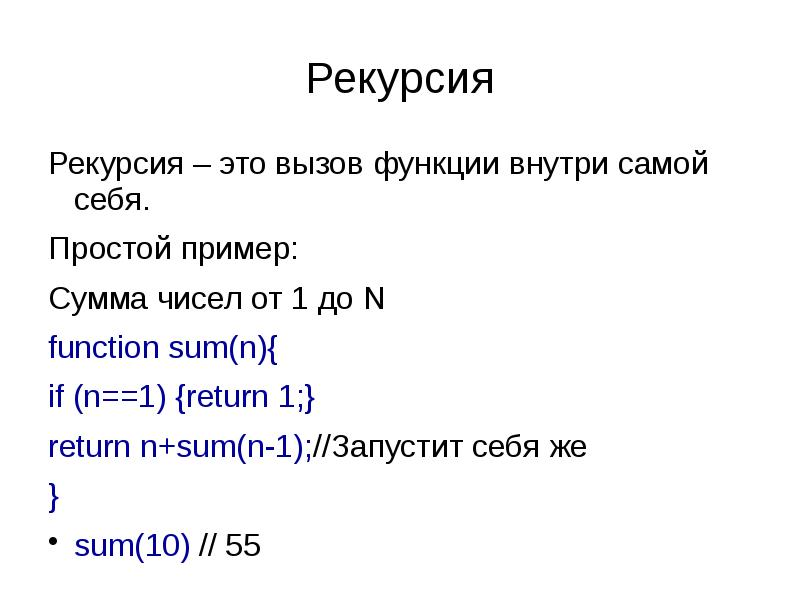 Рекурсия
Рекурсия – это вызов функции внутри самой
себя.
Простой пример:
Сумма чисел от 1 до N
function sum(n){
if (n==1) {return 1;}
return n+sum(n-1);//Запустит себя же
}
• sum(10) // 55